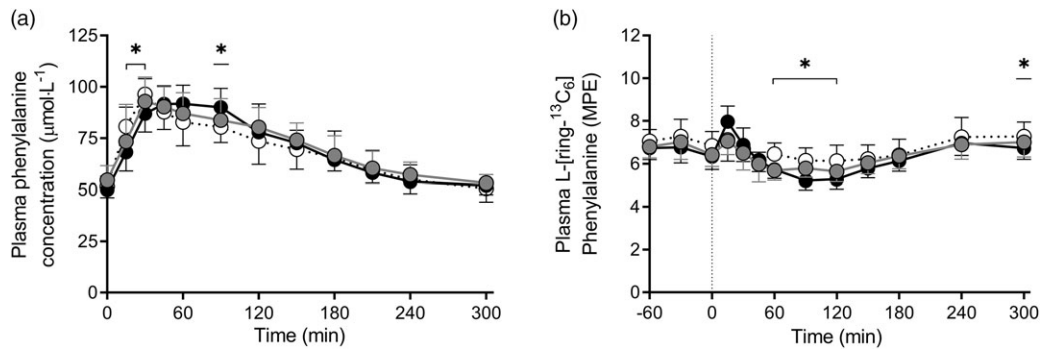 (a)
Plasma phenylalanine
concentration (μmol·L⁻¹)
125
100
75
50
25
0
* *
0 60 120 180 240 300
Time (min)
(b)
Plasma L-[ring-¹³C₆]
Phenylalanine (MPE)
12
10
8
6
4
2
0
* *
-60 0 60 120 180 240 300
Time (min)